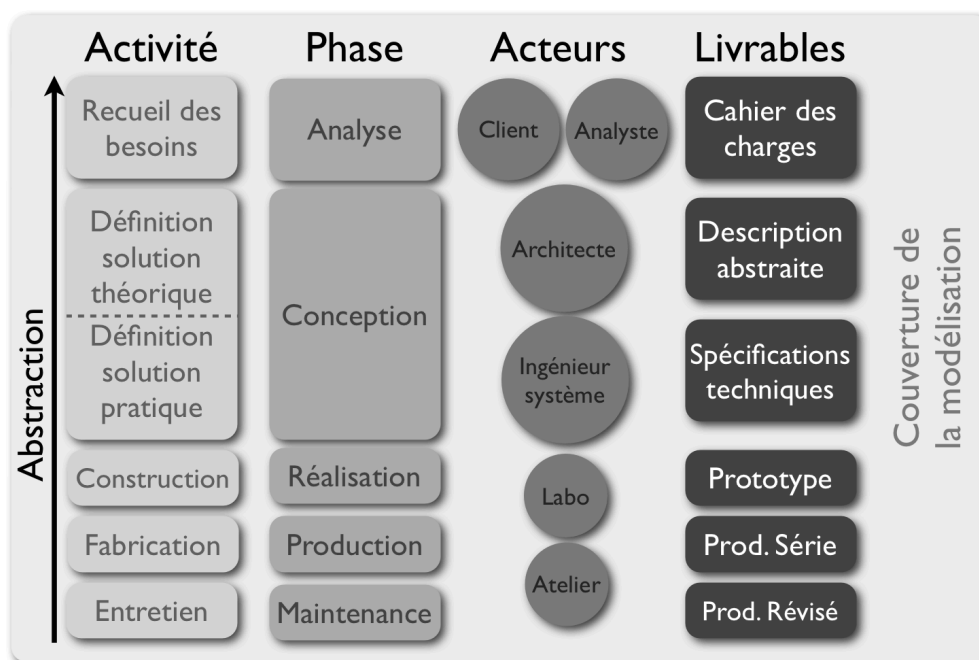 Activité
Phase
Acteurs
Livrables
Recueil des
besoins
Analyse
Client
Analyste
Cahier des
charges
Définition
solution
théorique
Définition
solution
pratique
Conception
Architecte
Ingénieur
système
Description
abstraite
Spécifications
techniques
Construction
Réalisation
Labo
Prototype
Fabrication
Production
Atelier
Prod. Série
Entretien
Maintenance
Prod. Révisé
Abstraction
Couverture de
la modélisation